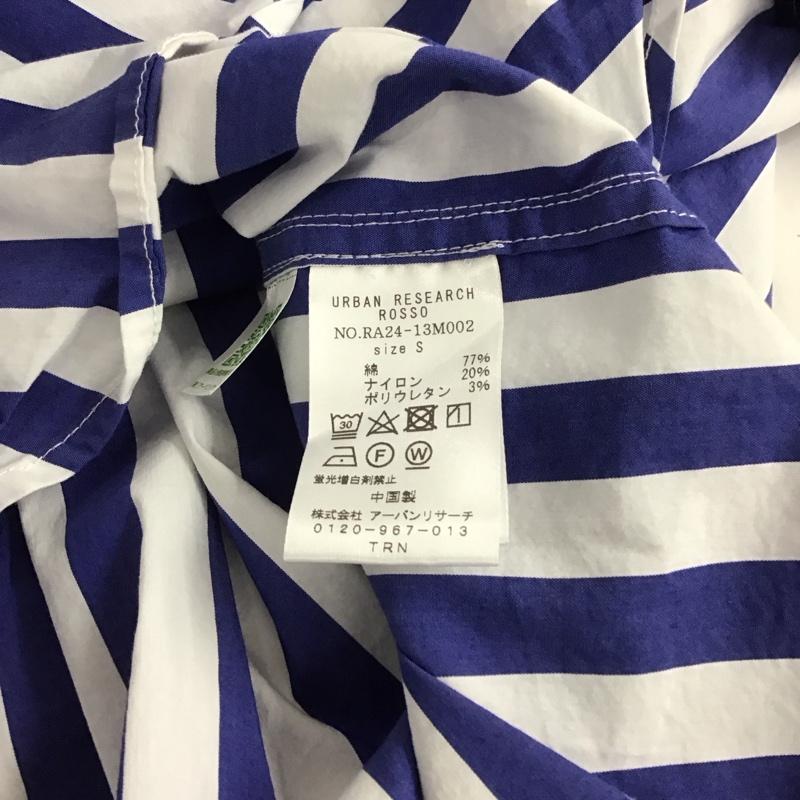 URBAN RESEARCH
ROSSO
NO.RA24-13M002
size S
綿 77%
ナイロン 20%
ポリウレタン 3%
30
F W
蛍光増白剤禁止
中国製
株式会社 アーバンリサーチ
0120-967-013
TRN